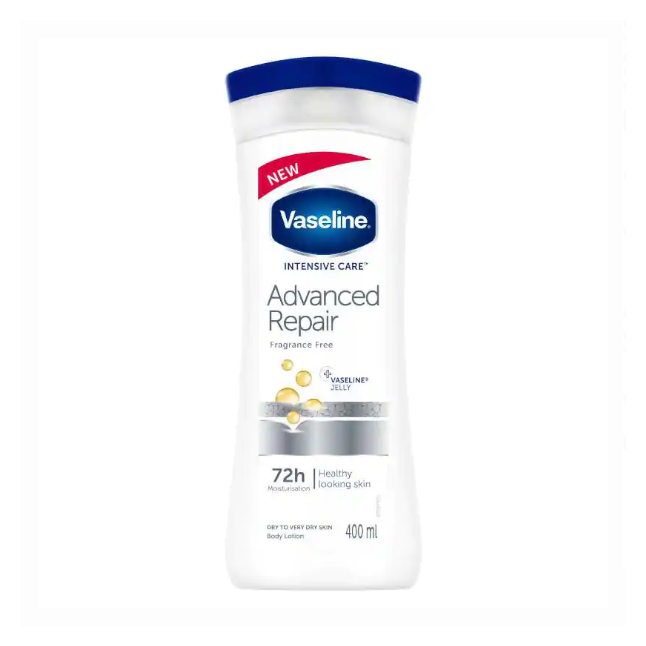 NEW
Vaseline®
INTENSIVE CARE™
Advanced
Repair
Fragrance Free
+ VASELINE®
JELLY
72h
Moisturisation
Healthy
looking skin
DRY TO VERY DRY SKIN
Body Lotion
400 ml